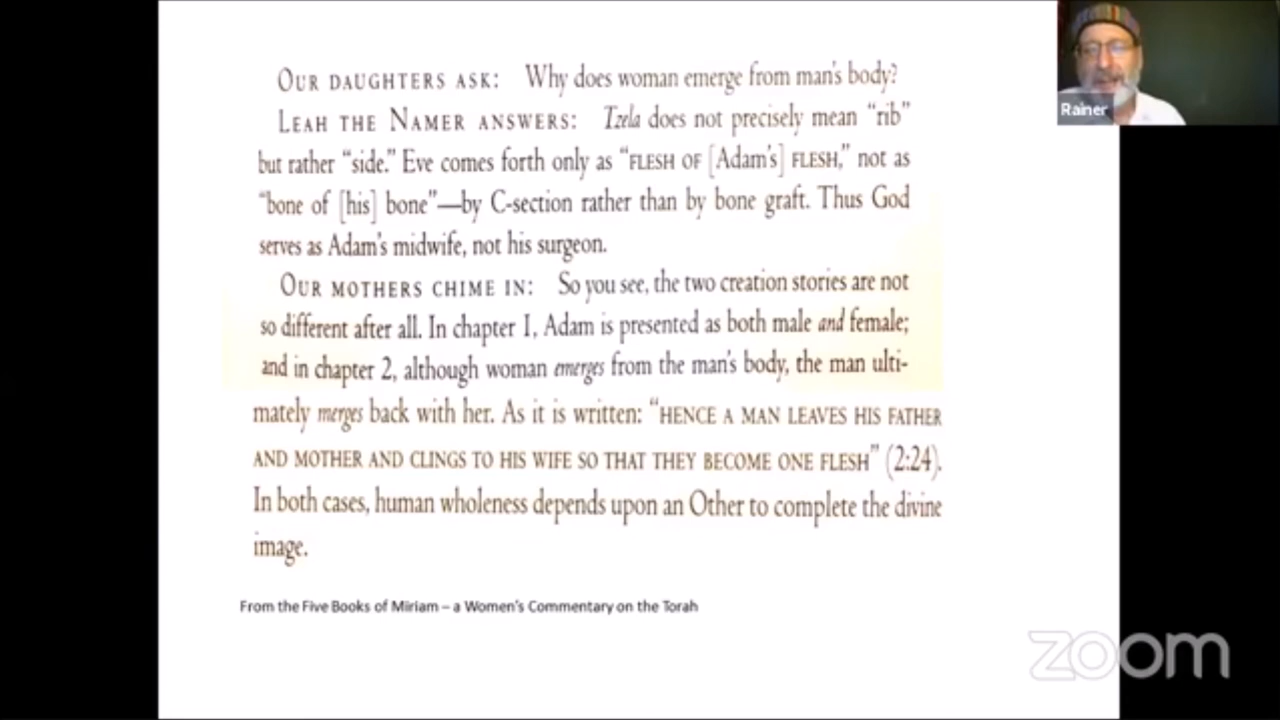 OUR DAUGHTERS ASK: Why does woman emerge from man's body?
LEAH THE NAMER ANSWERS: Tzela does not precisely mean "rib"
but rather "side." Eve comes forth only as "FLESH OF [Adam's] FLESH," not as
"bone of [his] bone"—by C-section rather than by bone graft. Thus God
serves as Adam's midwife, not his surgeon.
OUR MOTHERS CHIME IN: So you see, the two creation stories are not
so different after all. In chapter 1, Adam is presented as both male and female;
and in chapter 2, although woman emerges from the man's body, the man ulti-
mately merges back with her. As it is written: "HENCE A MAN LEAVES HIS FATHER
AND MOTHER AND CLINGS TO HIS WIFE SO THAT THEY BECOME ONE FLESH" (2:24).
In both cases, human wholeness depends upon an Other to complete the divine
image.
From the Five Books of Miriam – a Women's Commentary on the Torah
Rainer
zoom